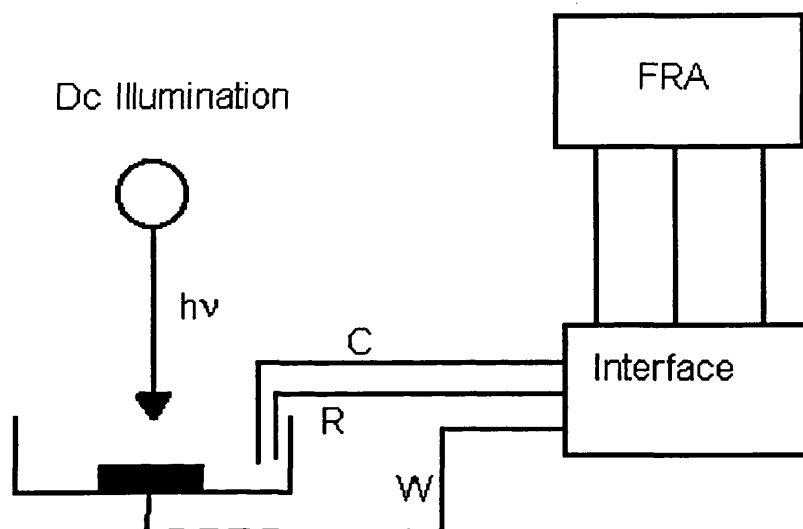 FRA
Dc Illumination
hν
C
Interface
R
W